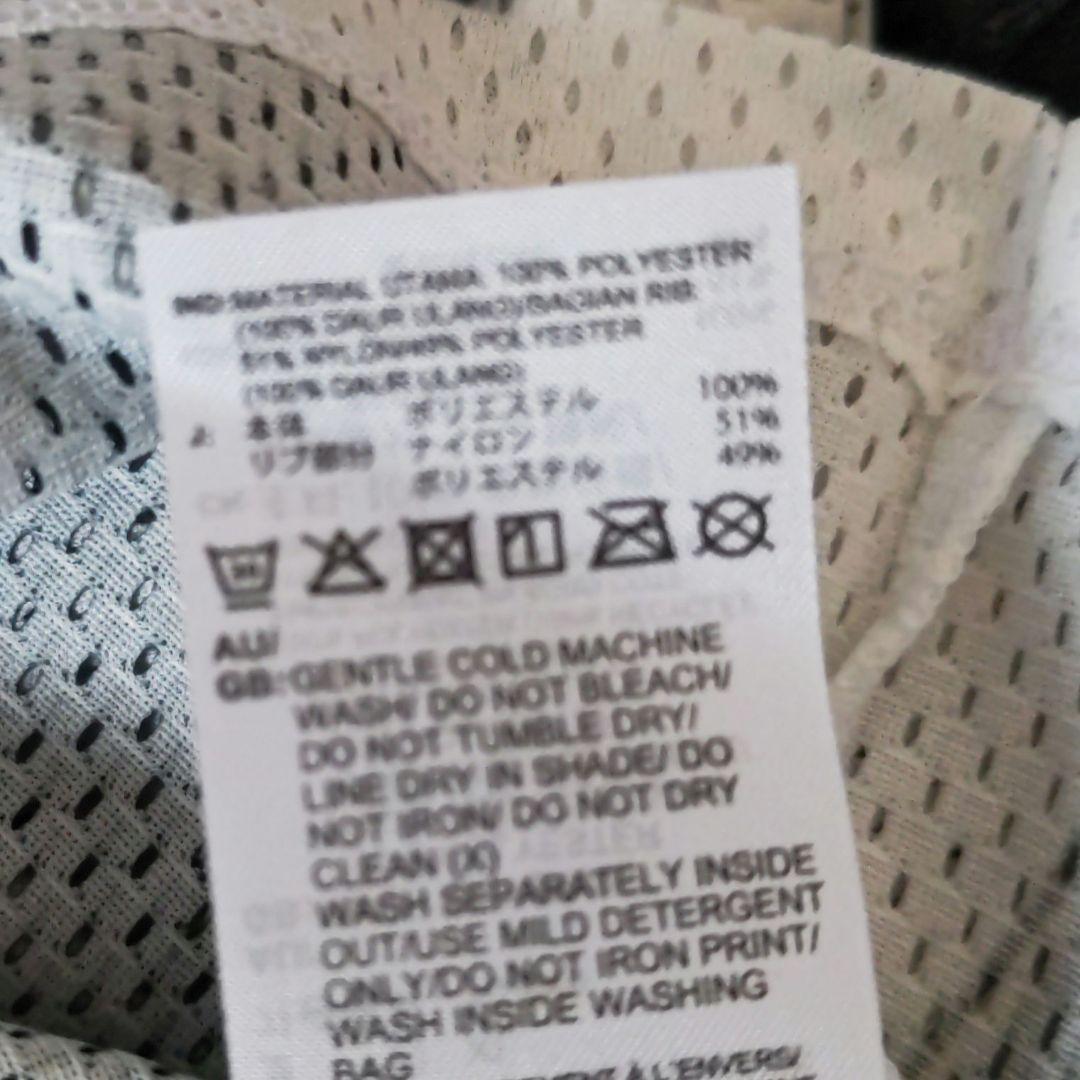 IND:MATERIAL UTAMA: 100% POLYESTER
(100% DAUR ULANG)/BAGIAN RIB:
51% NYLON/49% POLYESTER
(100% DAUR ULANG)
J: 本体 ポリエステル 100%
リブ部分 ナイロン 51%
ポリエステル 49%
AU/
GB: GENTLE COLD MACHINE
WASH/ DO NOT BLEACH/
DO NOT TUMBLE DRY/
LINE DRY IN SHADE/ DO
NOT IRON/ DO NOT DRY
CLEAN (X)
WASH SEPARATELY INSIDE
OUT/USE MILD DETERGENT
ONLY/DO NOT IRON PRINT/
WASH INSIDE WASHING
BAG
À L'ENVERS/